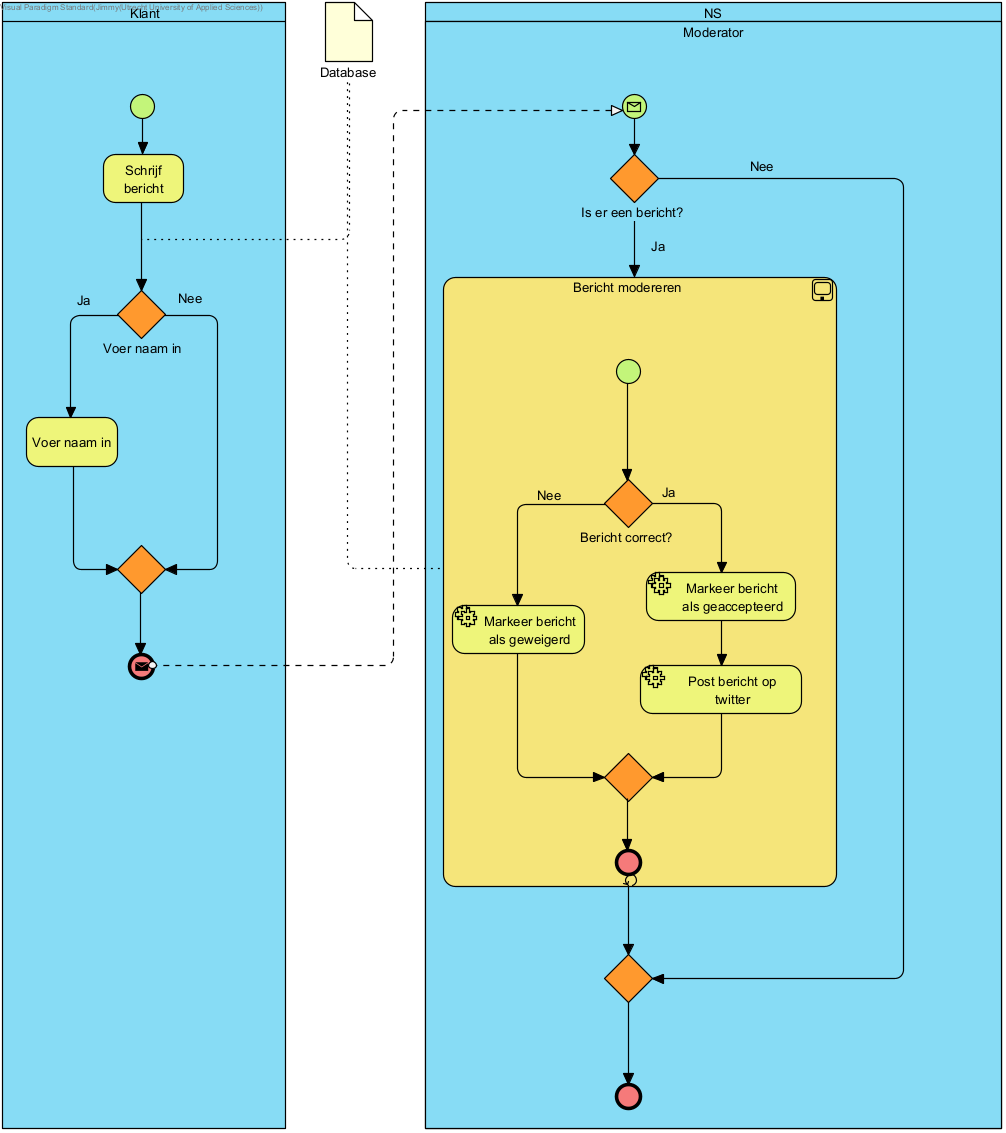 Visual Paradigm Standard(Jimmy(Utrecht University of Applied Sciences))
Klant
Schrijf
bericht
Ja
Nee
Voer naam in
Voer naam in
Database
NS
Moderator
Nee
Is er een bericht?
Ja
Bericht modereren
Nee
Ja
Bericht correct?
Markeer bericht
als geaccepteerd
Markeer bericht
als geweigerd
Post bericht op
twitter